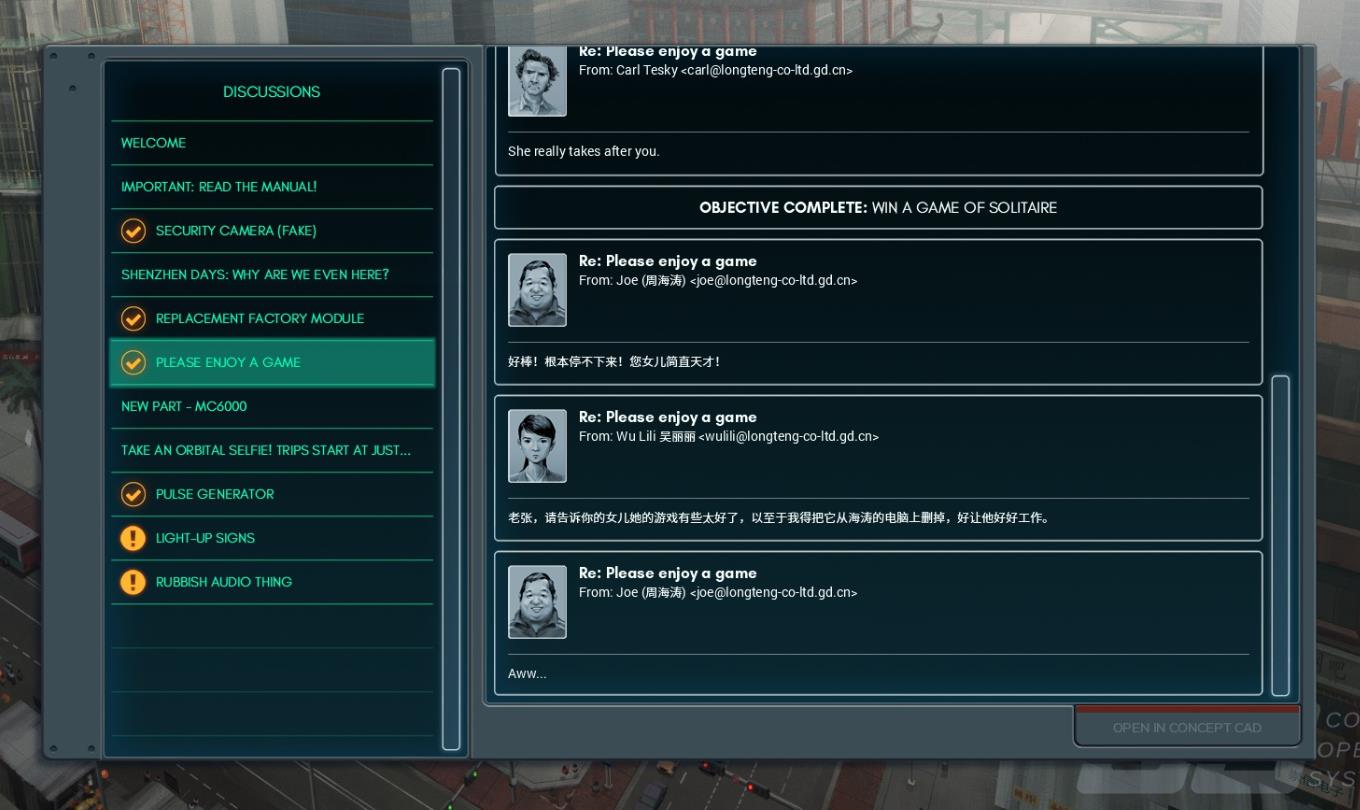 DISCUSSIONS
WELCOME
IMPORTANT: READ THE MANUAL!
SECURITY CAMERA (FAKE)
SHENZHEN DAYS: WHY ARE WE EVEN HERE?
REPLACEMENT FACTORY MODULE
PLEASE ENJOY A GAME
NEW PART - MC6000
TAKE AN ORBITAL SELFIE! TRIPS START AT JUST...
PULSE GENERATOR
LIGHT-UP SIGNS
RUBBISH AUDIO THING
Re: Please enjoy a game
From: Carl Tesky <carl@longteng-co-ltd.gd.cn>
She really takes after you.
OBJECTIVE COMPLETE: WIN A GAME OF SOLITAIRE
Re: Please enjoy a game
From: Joe (周海涛) <joe@longteng-co-ltd.gd.cn>
好棒！根本停不下来！您女儿简直天才！
Re: Please enjoy a game
From: Wu Lili 吴丽丽 <wulili@longteng-co-ltd.gd.cn>
老张，请告诉你的女儿她的游戏有些太好了，以至于我得把它从海涛的电脑上删掉，好让他好好工作。
Re: Please enjoy a game
From: Joe (周海涛) <joe@longteng-co-ltd.gd.cn>
Aww...
OPEN IN CONCEPT CAD
CO
OPE
SYS